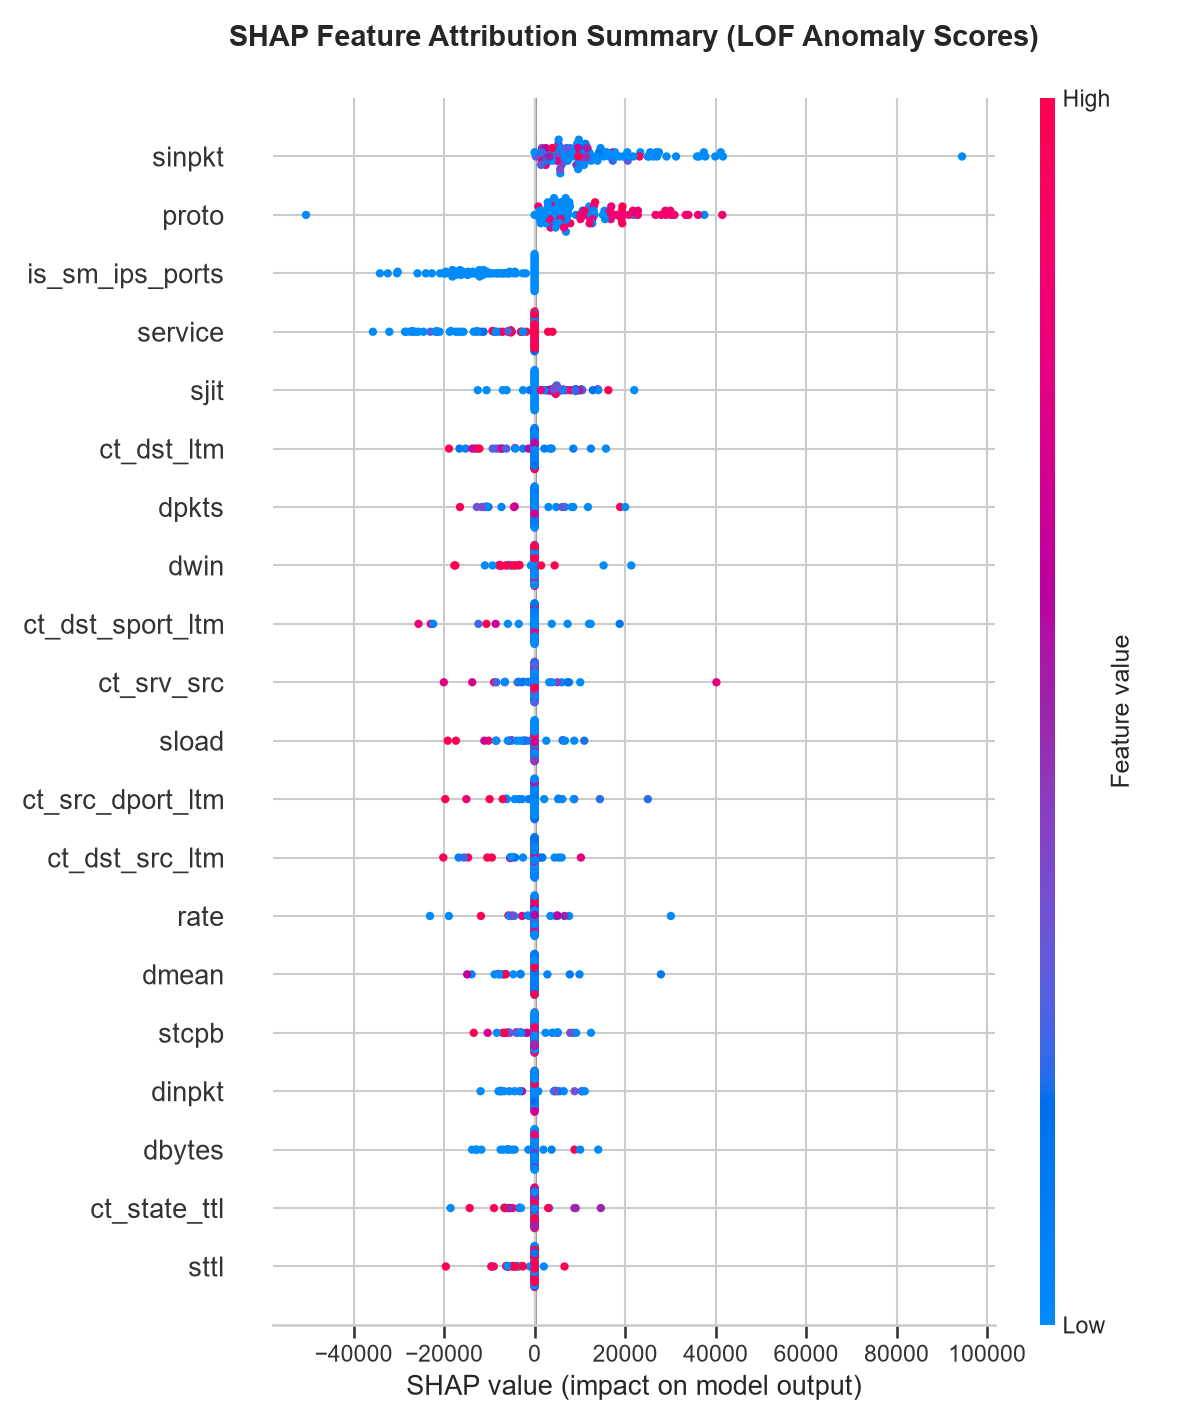 SHAP Feature Attribution Summary (LOF Anomaly Scores)
High
sinpkt
proto
is_sm_ips_ports
service
sjit
ct_dst_ltm
dpkts
dwin
ct_dst_sport_ltm
ct_srv_src
sload
ct_src_dport_ltm
ct_dst_src_ltm
rate
dmean
stcpb
dinpkt
dbytes
ct_state_ttl
sttl
Feature value
Low
−40000 −20000 0 20000 40000 60000 80000 100000
SHAP value (impact on model output)